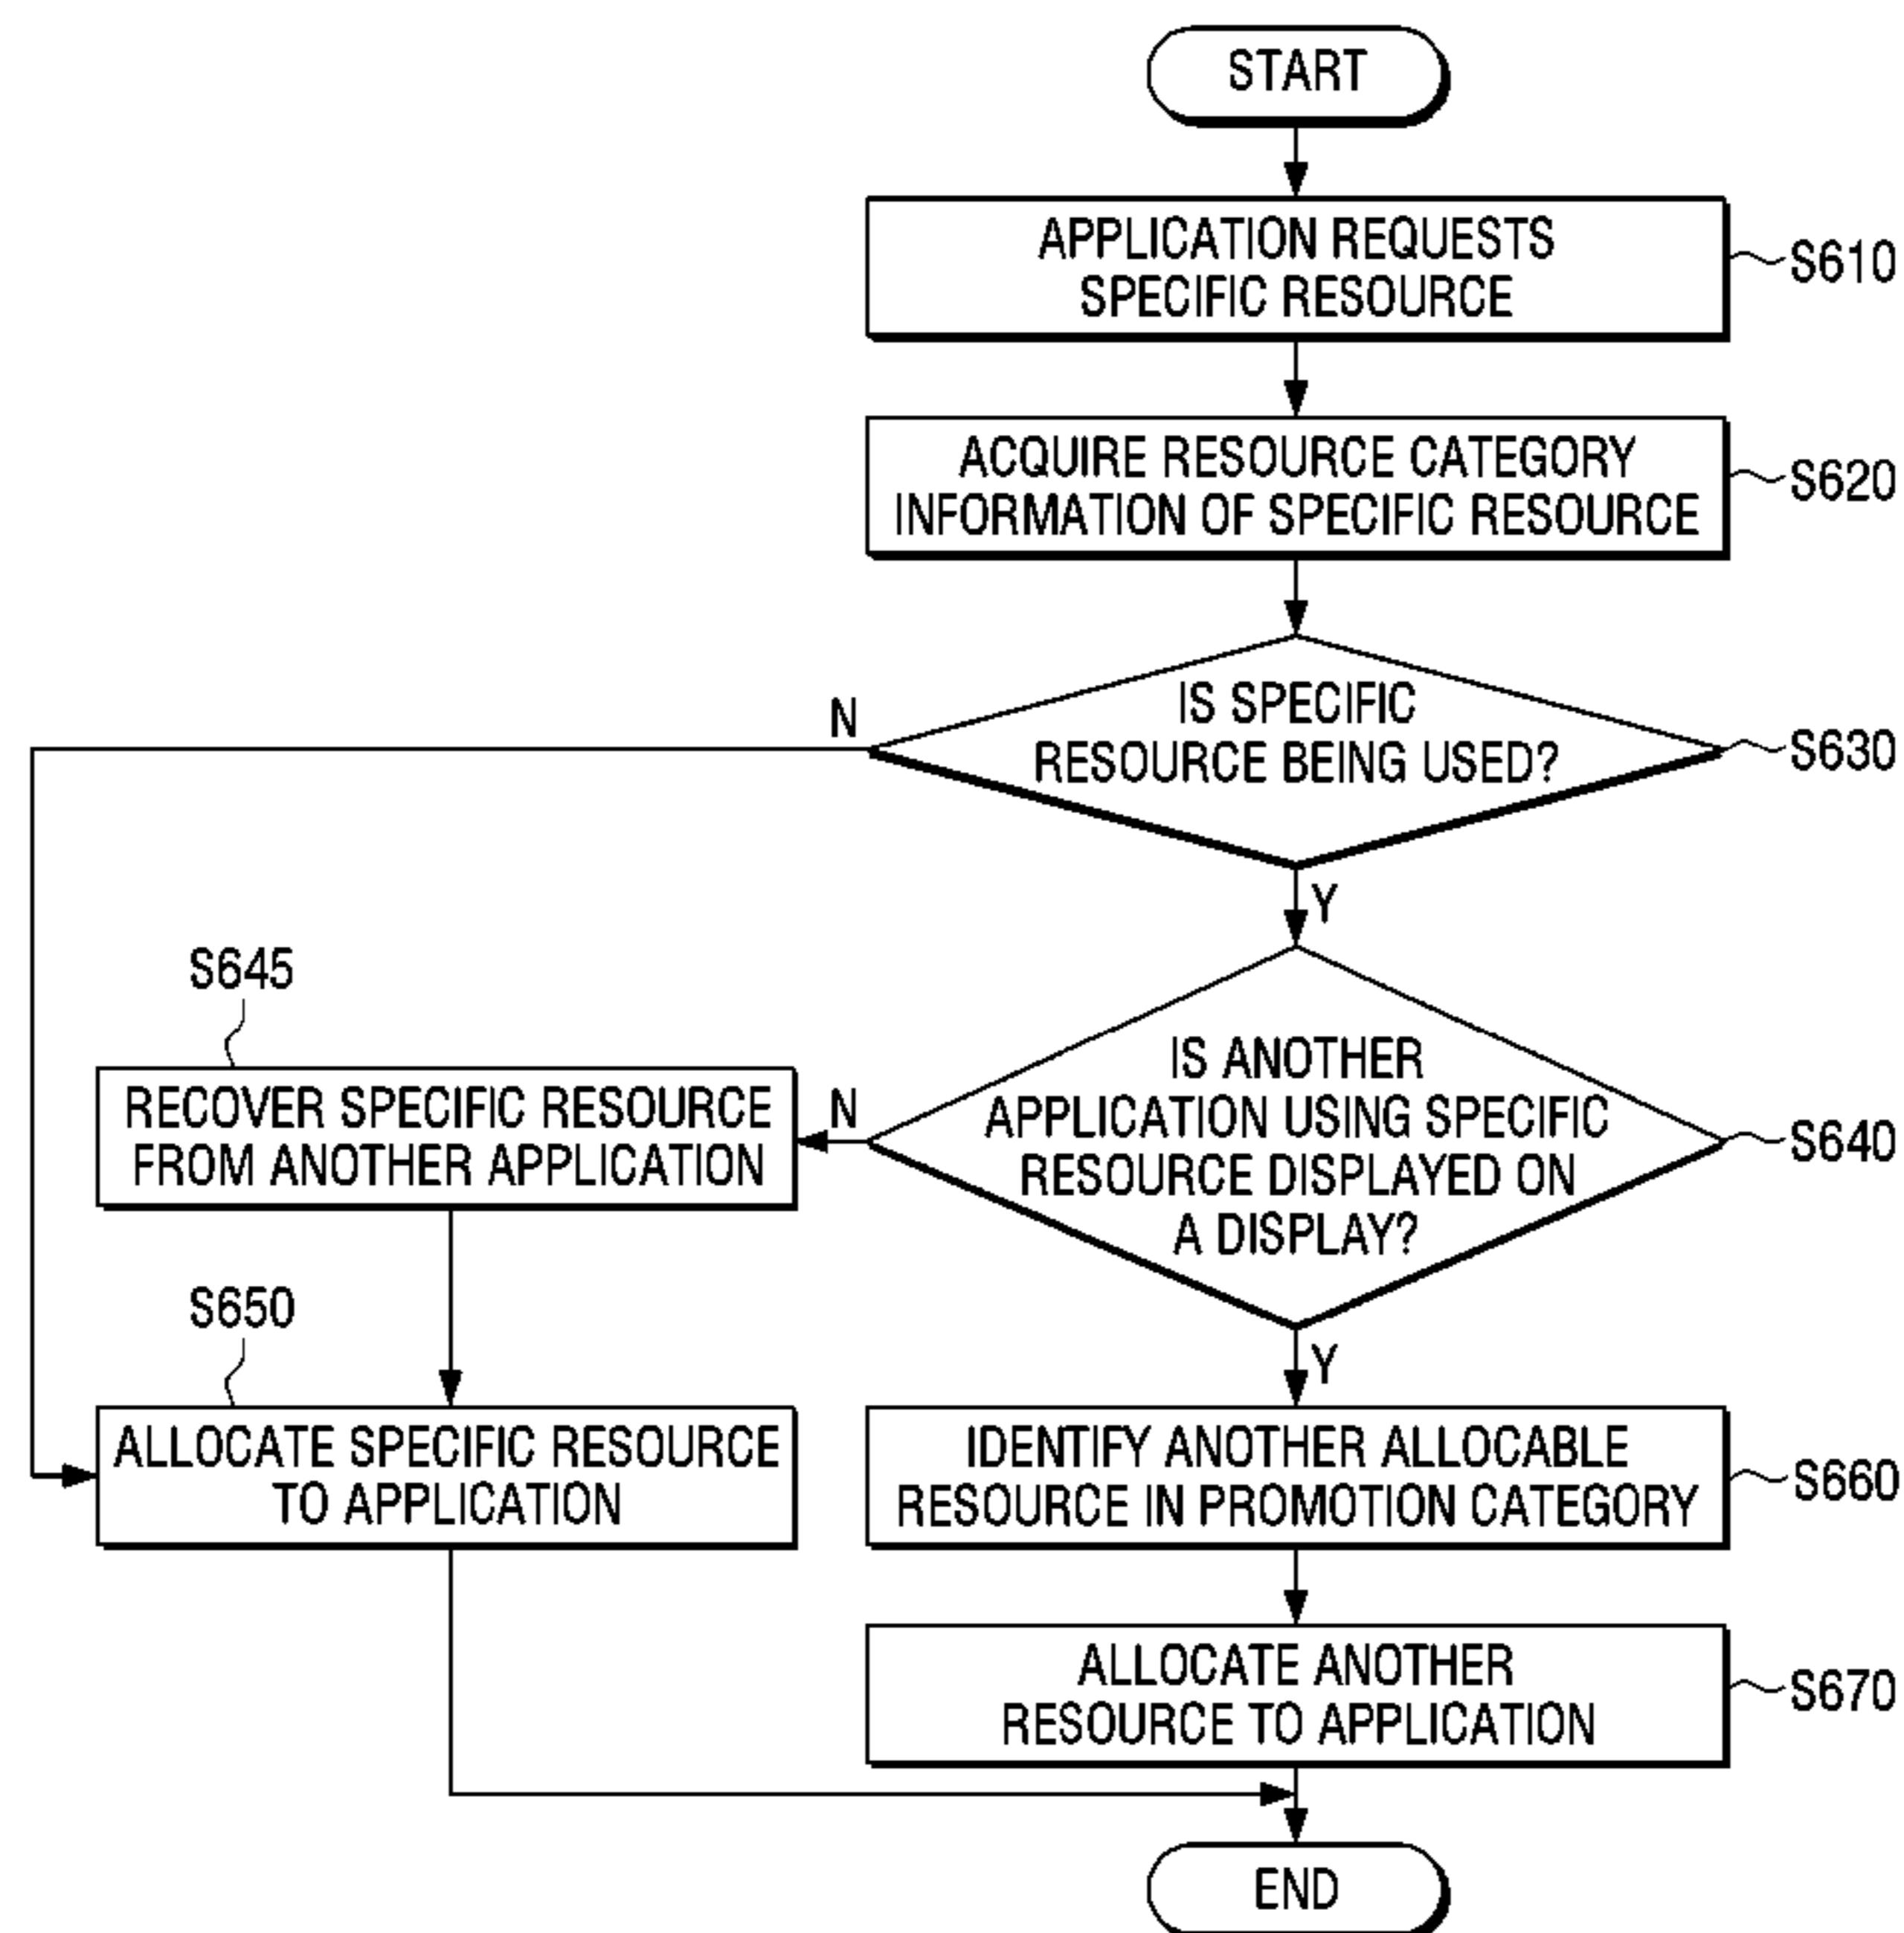 START
APPLICATION REQUESTS
SPECIFIC RESOURCE
S610
ACQUIRE RESOURCE CATEGORY
INFORMATION OF SPECIFIC RESOURCE
S620
IS SPECIFIC
RESOURCE BEING USED?
S630
N
Y
IS ANOTHER
APPLICATION USING SPECIFIC
RESOURCE DISPLAYED ON
A DISPLAY?
S640
N
Y
S645
RECOVER SPECIFIC RESOURCE
FROM ANOTHER APPLICATION
S650
ALLOCATE SPECIFIC RESOURCE
TO APPLICATION
IDENTIFY ANOTHER ALLOCABLE
RESOURCE IN PROMOTION CATEGORY
S660
ALLOCATE ANOTHER
RESOURCE TO APPLICATION
S670
END